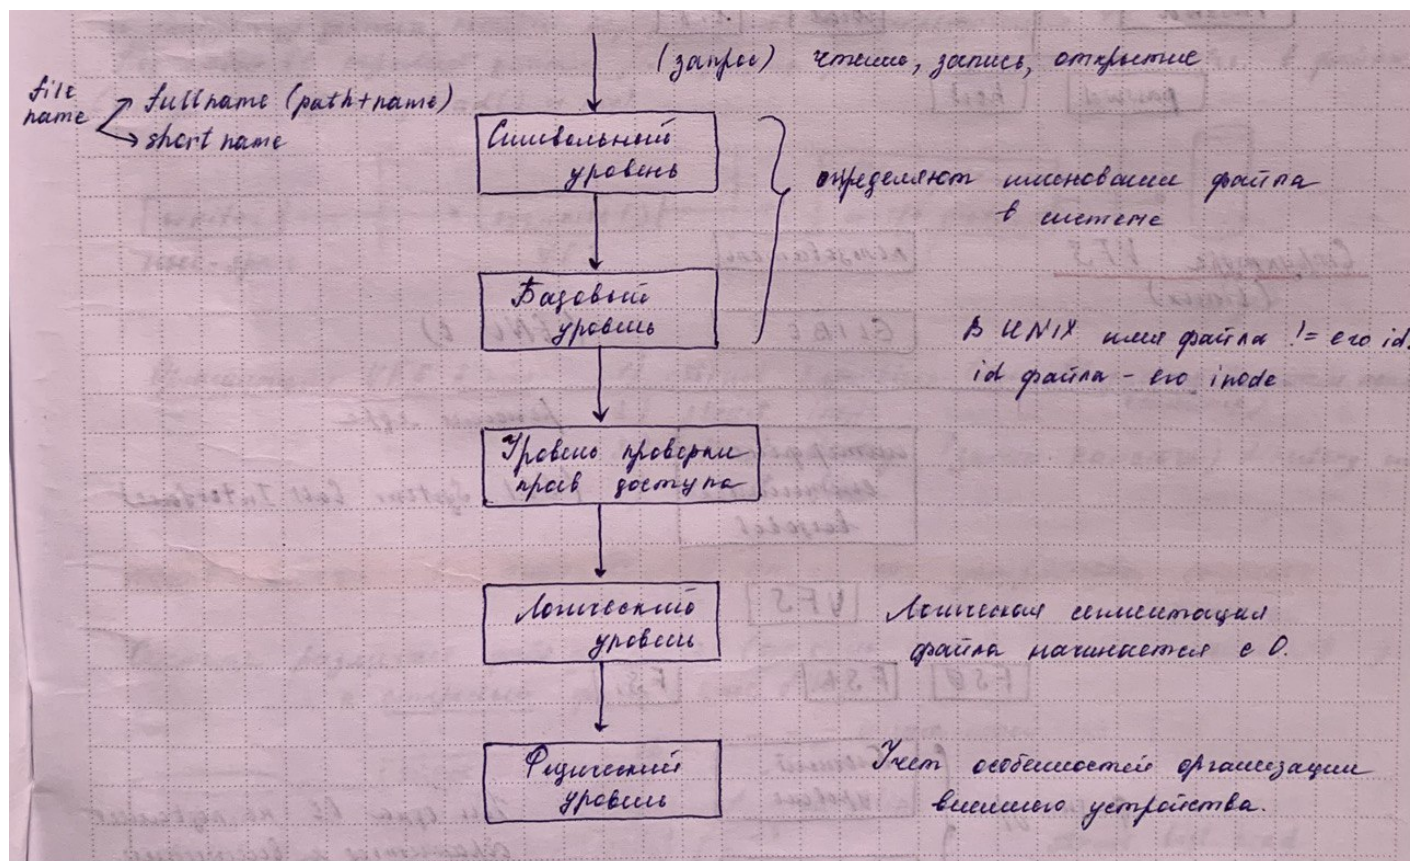 (запрос) чтение, запись, открытие
file
name
fullname (path+name)
short name
Символьный
уровень
определяют именование файла
в системе
Базовый
уровень
В UNIX имя файла != его id.
id файла - его inode
Уровень проверки
прав доступа
Логический
уровень
Логическая сегментация
файла начинается с 0.
Физический
уровень
Учет особенностей организации
внешнего устройства.